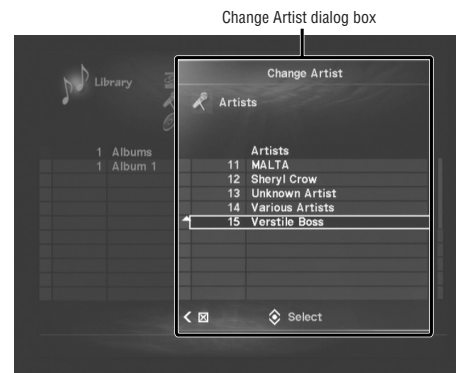 Change Artist dialog box
Change Artist
Library
Artists
1 Albums
1 Album 1
Artists
11 MALTA
12 Sheryl Crow
13 Unknown Artist
14 Various Artists
15 Verstile Boss
Select